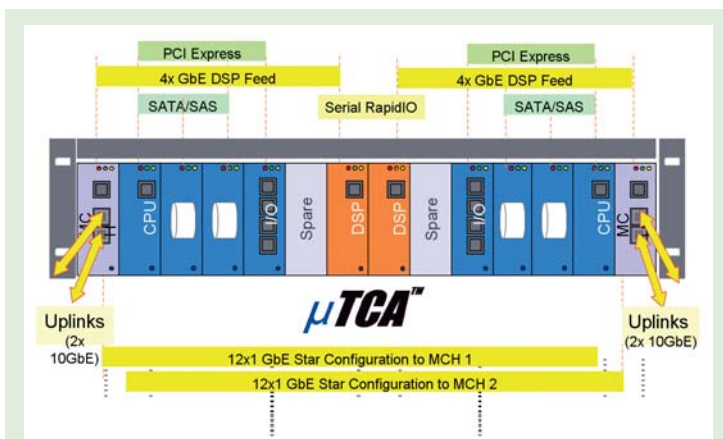 PCI Express
PCI Express
4x GbE DSP Feed
4x GbE DSP Feed
SATA/SAS
Serial RapidIO
SATA/SAS
MC
H
CPU
I/O
Spare
DSP
DSP
Spare
I/O
CPU
MC
Uplinks
(2x
10GbE)
µTCA™
Uplinks
(2x 10GbE)
12x1 GbE Star Configuration to MCH 1
12x1 GbE Star Configuration to MCH 2